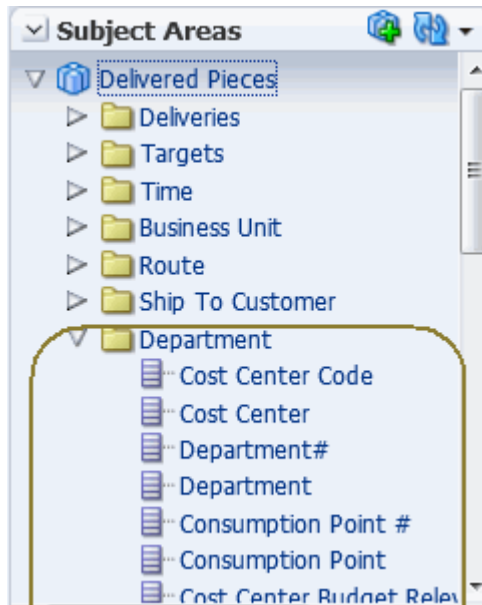 Subject Areas
Delivered Pieces
Deliveries
Targets
Time
Business Unit
Route
Ship To Customer
Department
Cost Center Code
Cost Center
Department#
Department
Consumption Point #
Consumption Point
Cost Center Budget Relev